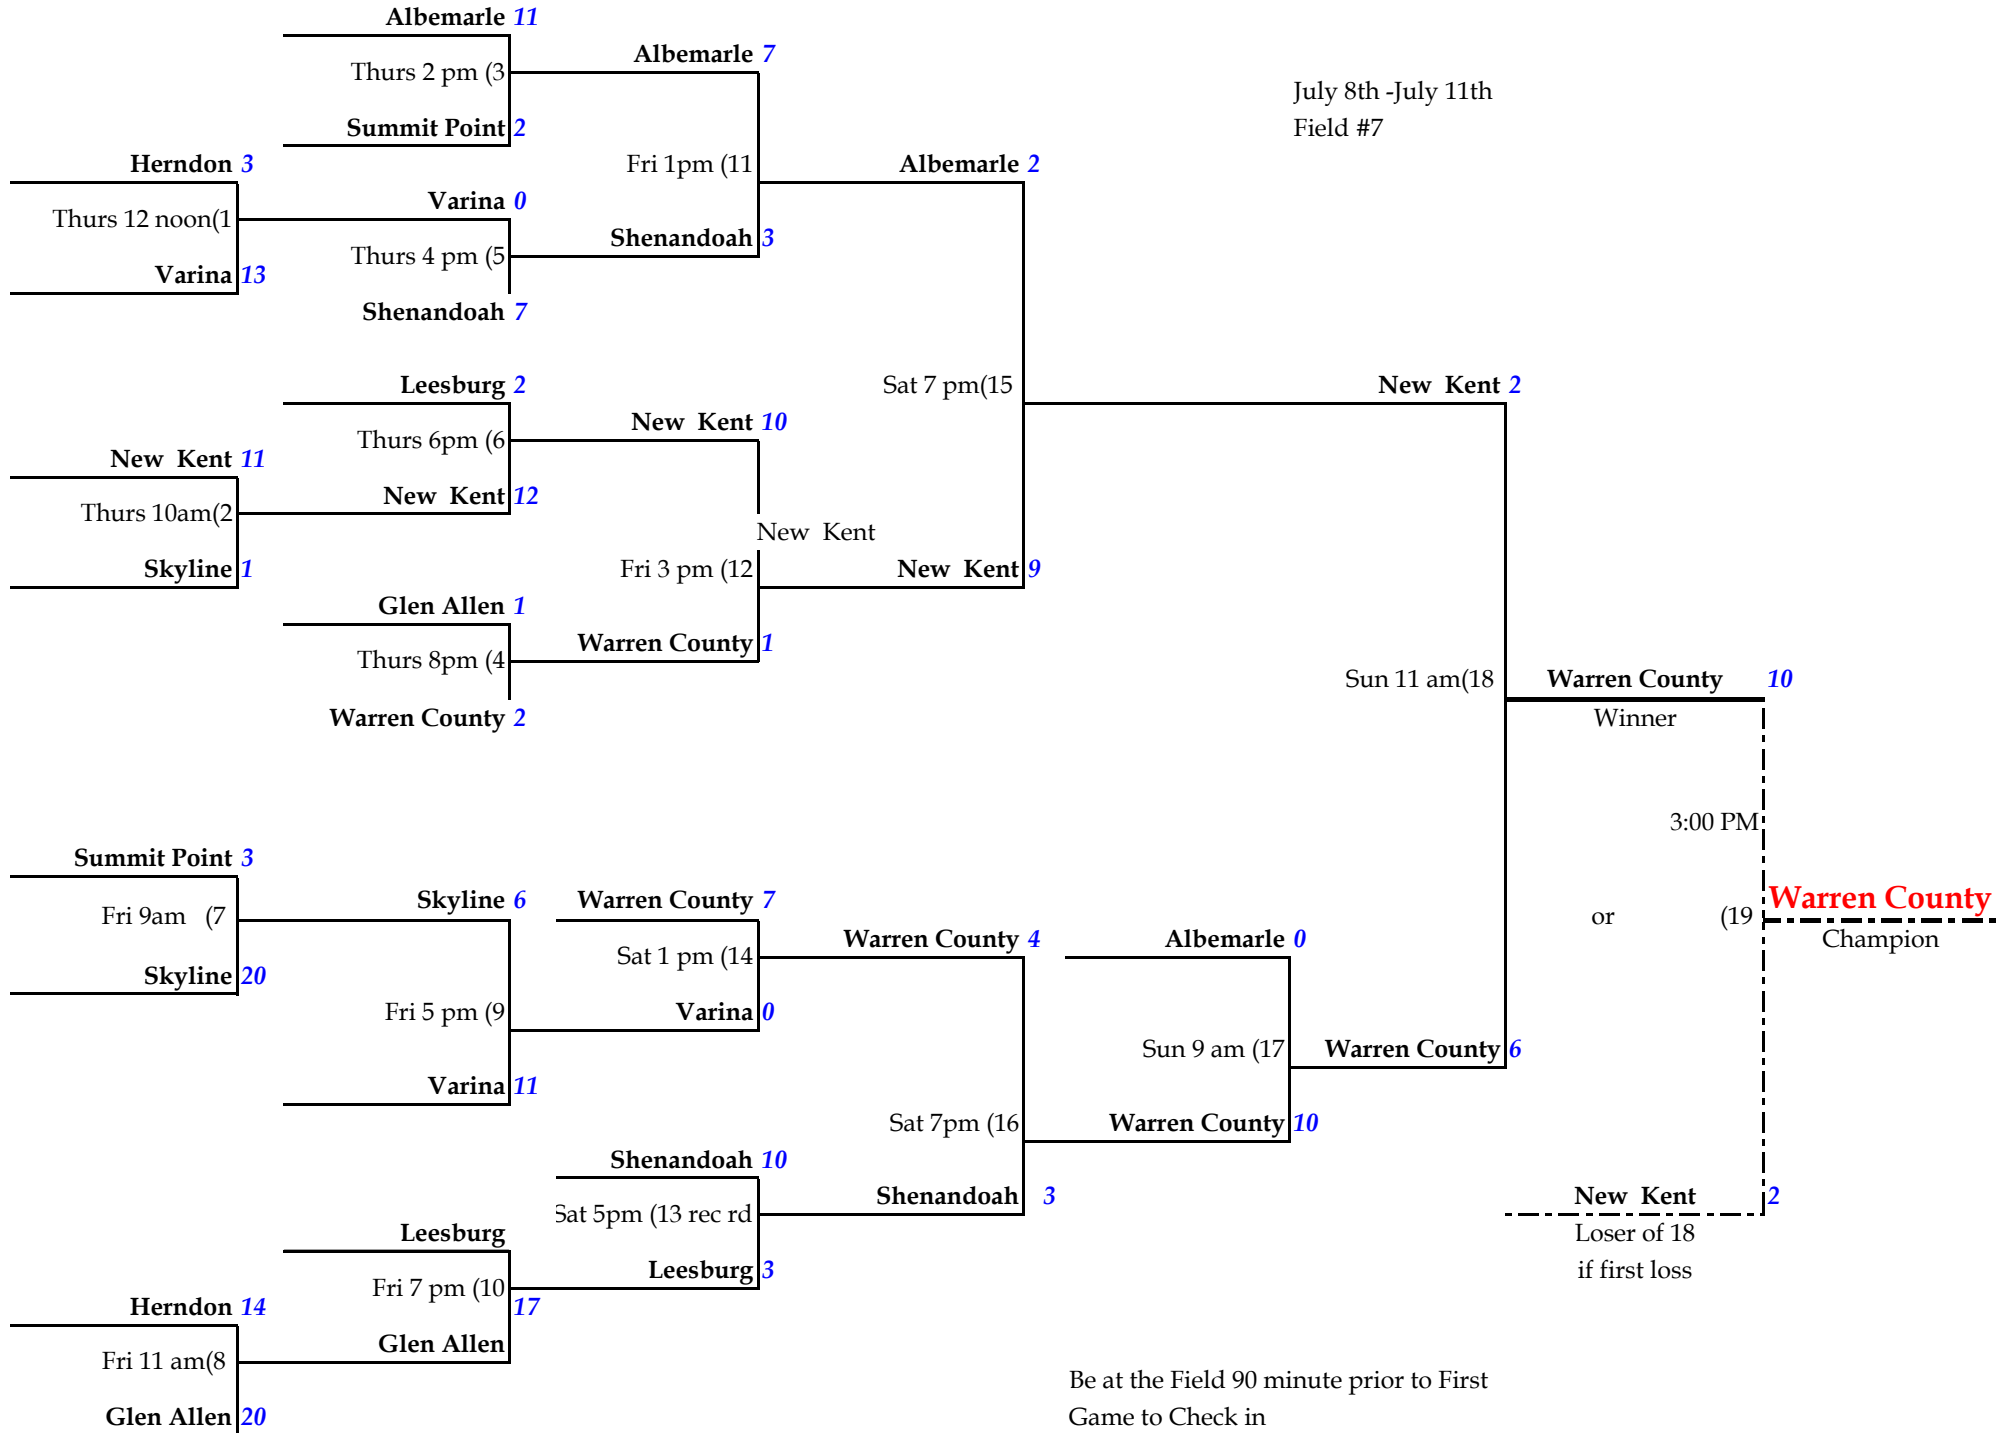 Albemarle 11
Albemarle 7
Thurs 2 pm (3
July 8th -July 11th
Summit Point 2
Field #7
Herndon 3
Fri 1pm (11
Albemarle 2
Varina 0
Thurs 12 noon(1
Shenandoah 3
Thurs 4 pm (5
Varina 13
Shenandoah 7
Leesburg 2
Sat 7 pm(15
New  Kent 2
New  Kent 10
Thurs 6pm (6
New  Kent 11
New  Kent 12
Thurs 10am(2
New  Kent
Skyline 1
Fri 3 pm (12
New  Kent 9
Glen Allen 1
Warren County 1
Thurs 8pm (4
Sun 11 am(18
Warren County 10
Warren County 2
Winner
3:00 PM
Summit Point 3
Skyline 6
Warren County 7
Warren County
Fri 9am   (7
or (19
Warren County 4
Albemarle 0
Champion
Sat 1 pm (14
Skyline 20
Fri 5 pm (9
Varina 0
Sun 9 am (17
Warren County 6
Varina 11
Sat 7pm (16
Warren County 10
Shenandoah 10
Shenandoah 3
New  Kent 2
Sat 5pm (13 rec rd
Leesburg
Loser of 18
Leesburg 3
if first loss
Fri 7 pm (10
Herndon 14
17
Glen Allen
Fri 11 am(8
Be at the Field 90 minute prior to First
Glen Allen 20
Game to Check in